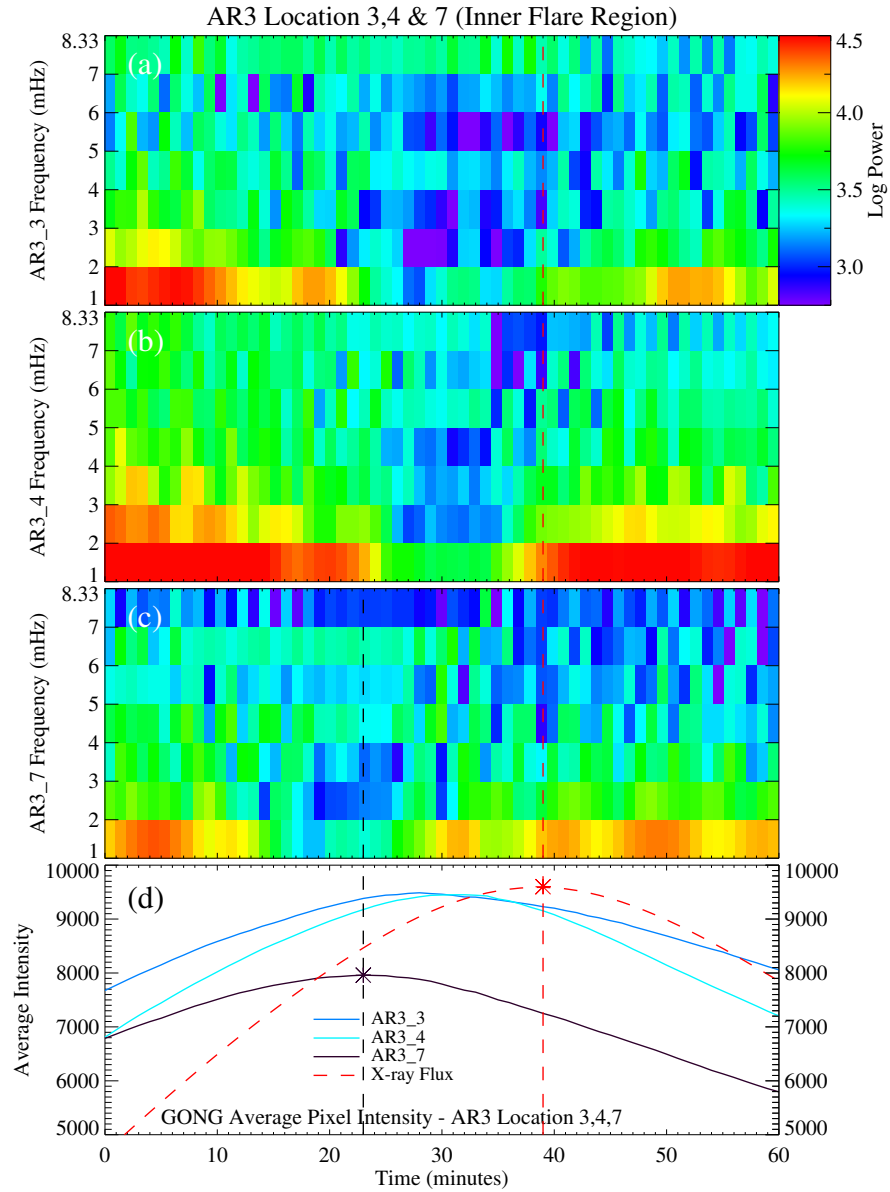 AR3 Location 3,4 & 7 (Inner Flare Region)
(a)
AR3_3 Frequency (mHz)
8.33
7
6
5
4
3
2
1
4.5
4.0
3.5
3.0
Log Power
(b)
AR3_4 Frequency (mHz)
8.33
7
6
5
4
3
2
1
(c)
AR3_7 Frequency (mHz)
8.33
7
6
5
4
3
2
1
(d)
Average Intensity
10000
9000
8000
7000
6000
5000
10000
9000
8000
7000
6000
5000
AR3_3
AR3_4
AR3_7
X-ray Flux
GONG Average Pixel Intensity - AR3 Location 3,4,7
0 10 20 30 40 50 60
Time (minutes)